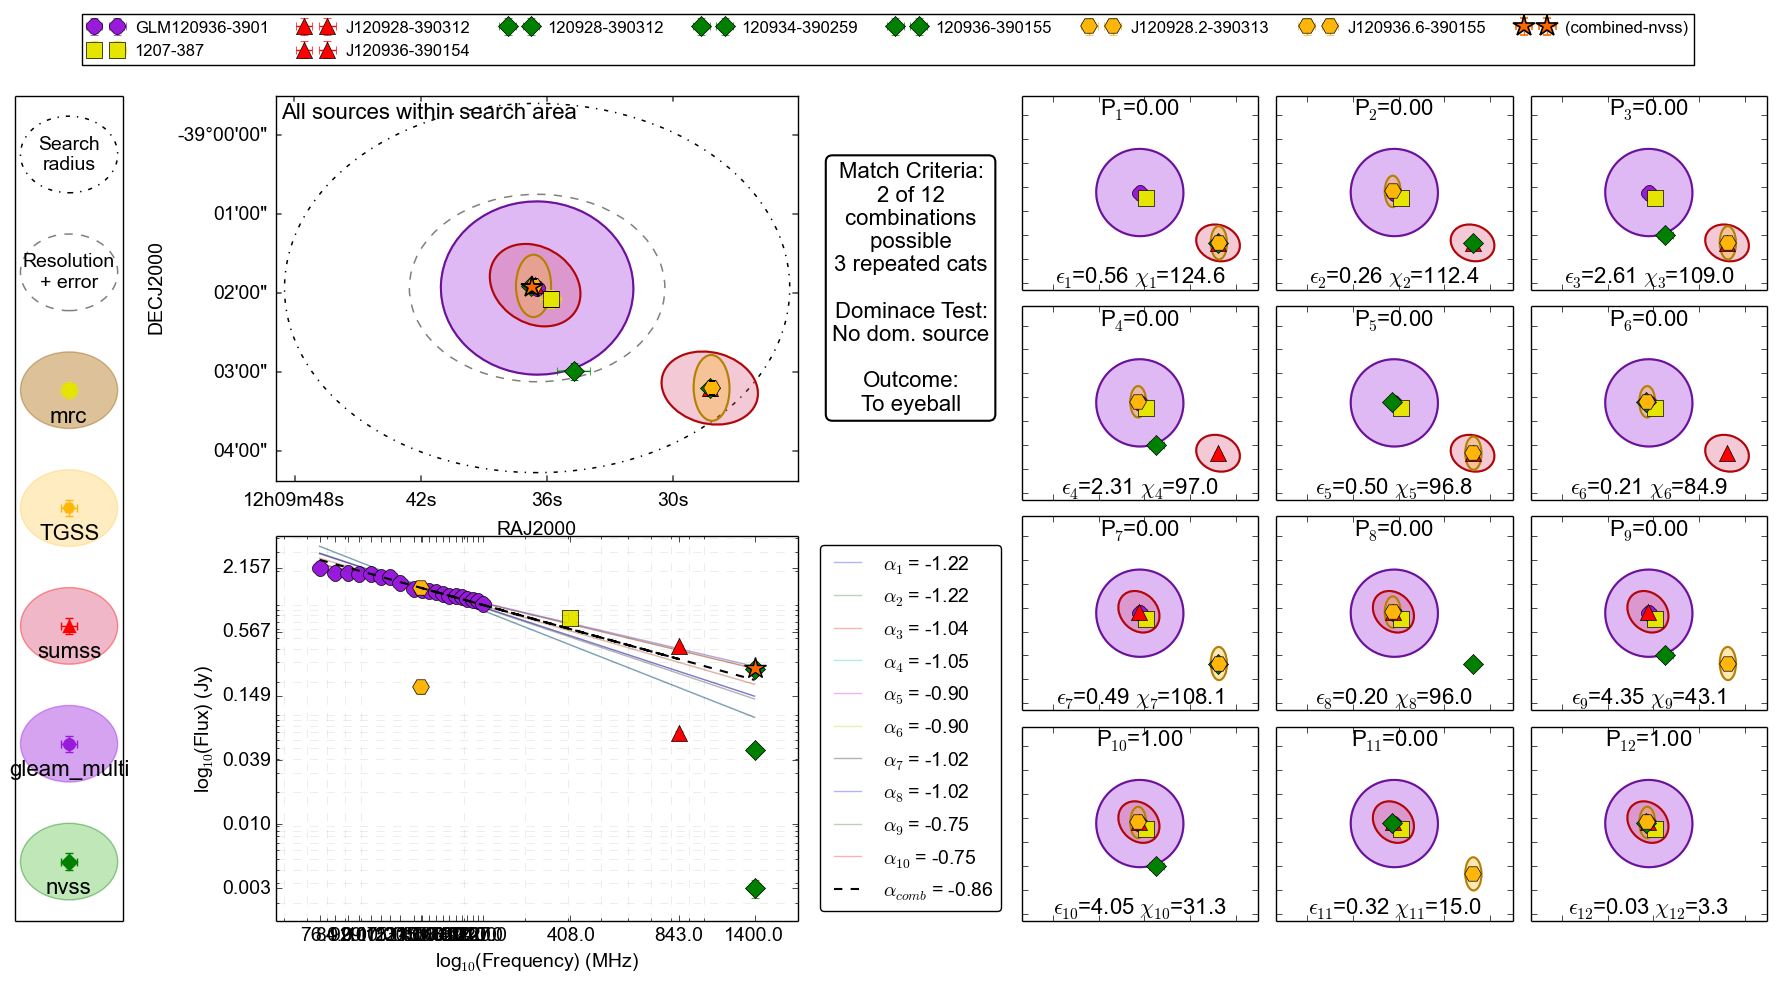 GLM120936-3901 J120928-390312 120928-390312 120934-390259 120936-390155 J120928.2-390313 J120936.6-390155 (combined-nvss)
1207-387 J120936-390154
Search
radius
Resolution
+ error
mrc
TGSS
sumss
gleam_multi
nvss
All sources within search area
DECJ2000
-39°00'00"
01'00"
02'00"
03'00"
04'00"
12h09m48s 42s 36s 30s
RAJ2000
Match Criteria:
2 of 12
combinations
possible
3 repeated cats
Dominace Test:
No dom. source
Outcome:
To eyeball
log10(Flux) (Jy)
2.157
0.567
0.149
0.039
0.010
0.003
408.0 843.0 1400.0
log10(Frequency) (MHz)
α1 = -1.22
α2 = -1.22
α3 = -1.04
α4 = -1.05
α5 = -0.90
α6 = -0.90
α7 = -1.02
α8 = -1.02
α9 = -0.75
α10 = -0.75
αcomb = -0.86
P1=0.00 P2=0.00 P3=0.00
ϵ1=0.56 χ1=124.6 ϵ2=0.26 χ2=112.4 ϵ3=2.61 χ3=109.0
P4=0.00 P5=0.00 P6=0.00
ϵ4=2.31 χ4=97.0 ϵ5=0.50 χ5=96.8 ϵ6=0.21 χ6=84.9
P7=0.00 P8=0.00 P9=0.00
ϵ7=0.49 χ7=108.1 ϵ8=0.20 χ8=96.0 ϵ9=4.35 χ9=43.1
P10=1.00 P11=0.00 P12=1.00
ϵ10=4.05 χ10=31.3 ϵ11=0.32 χ11=15.0 ϵ12=0.03 χ12=3.3